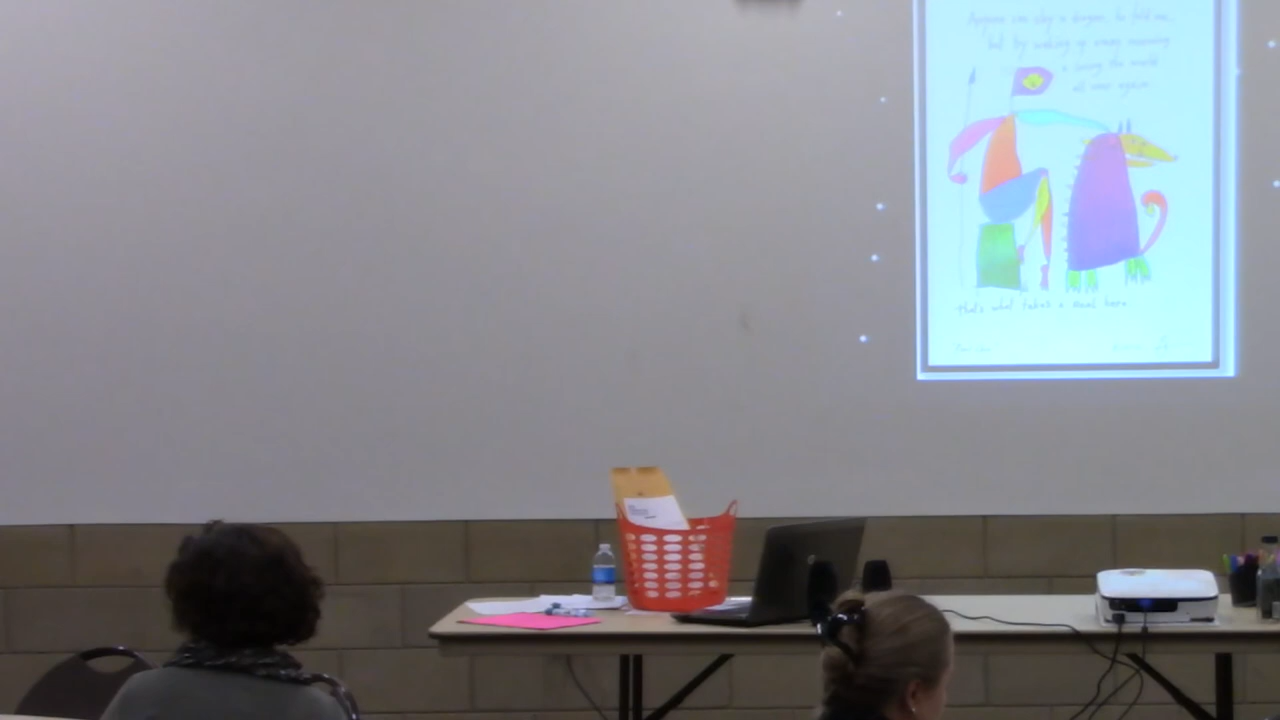 Anyone can slay a dragon, he told me,
but try waking up every morning
& loving the world
all over again.
that's what takes a real hero.